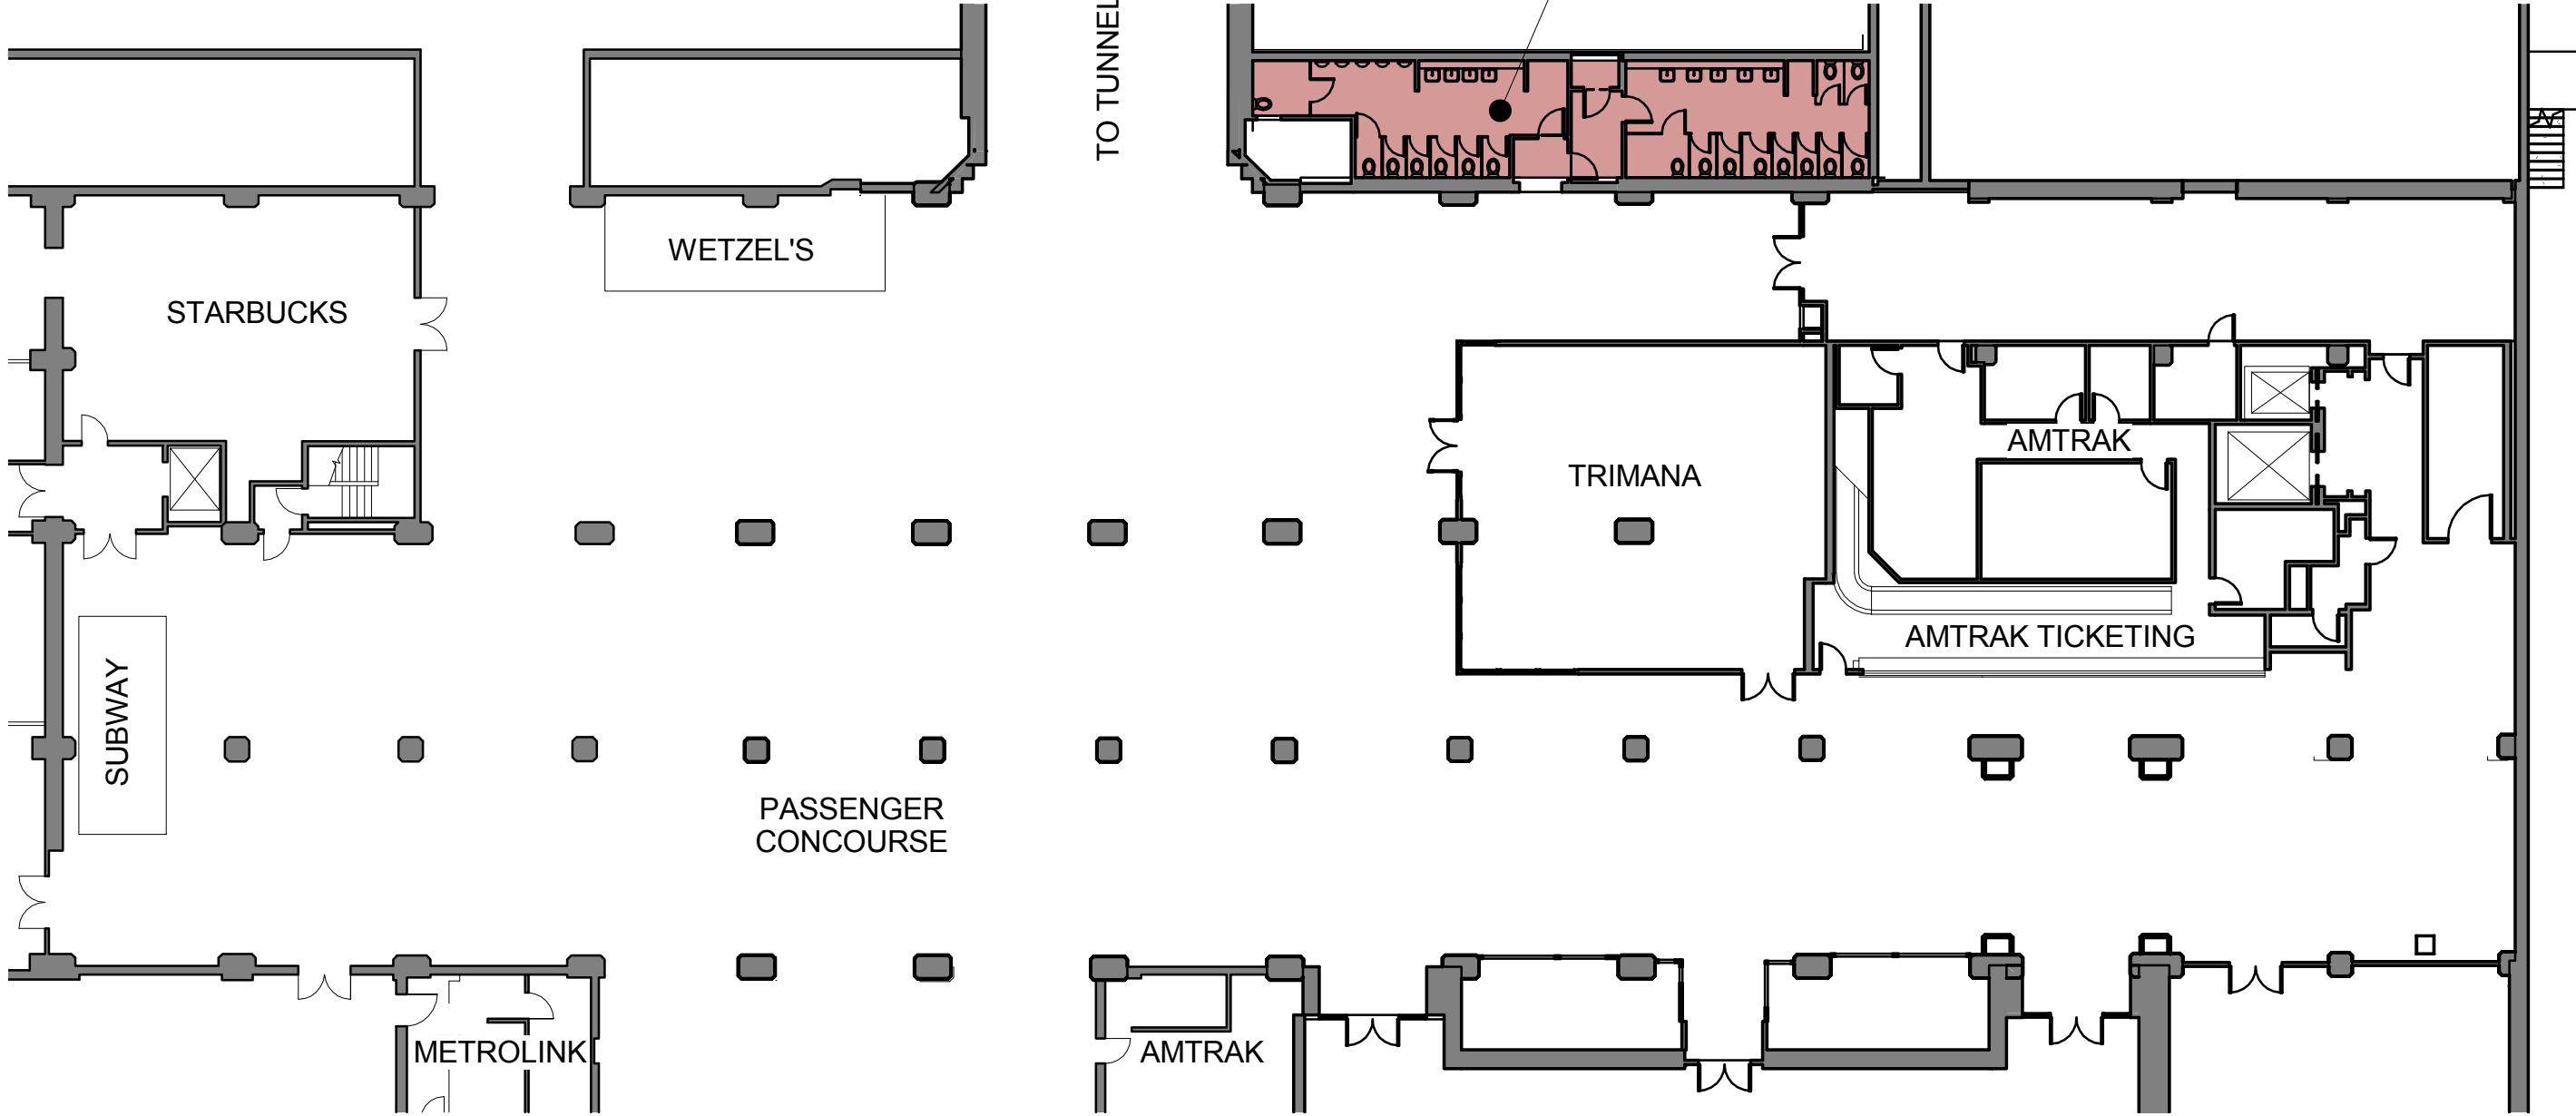 TO TUNNEL
WETZEL'S
STARBUCKS
AMTRAK
TRIMANA
AMTRAK TICKETING
SUBWAY
PASSENGER
CONCOURSE
METROLINK
AMTRAK